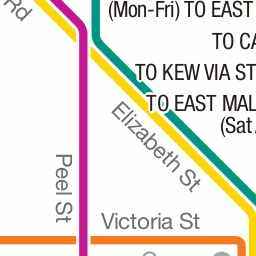 Rd
(Mon-Fri) TO EAST
TO CA
TO KEW VIA ST
TO EAST MAL
(Sat
Elizabeth St
Peel St
Victoria St